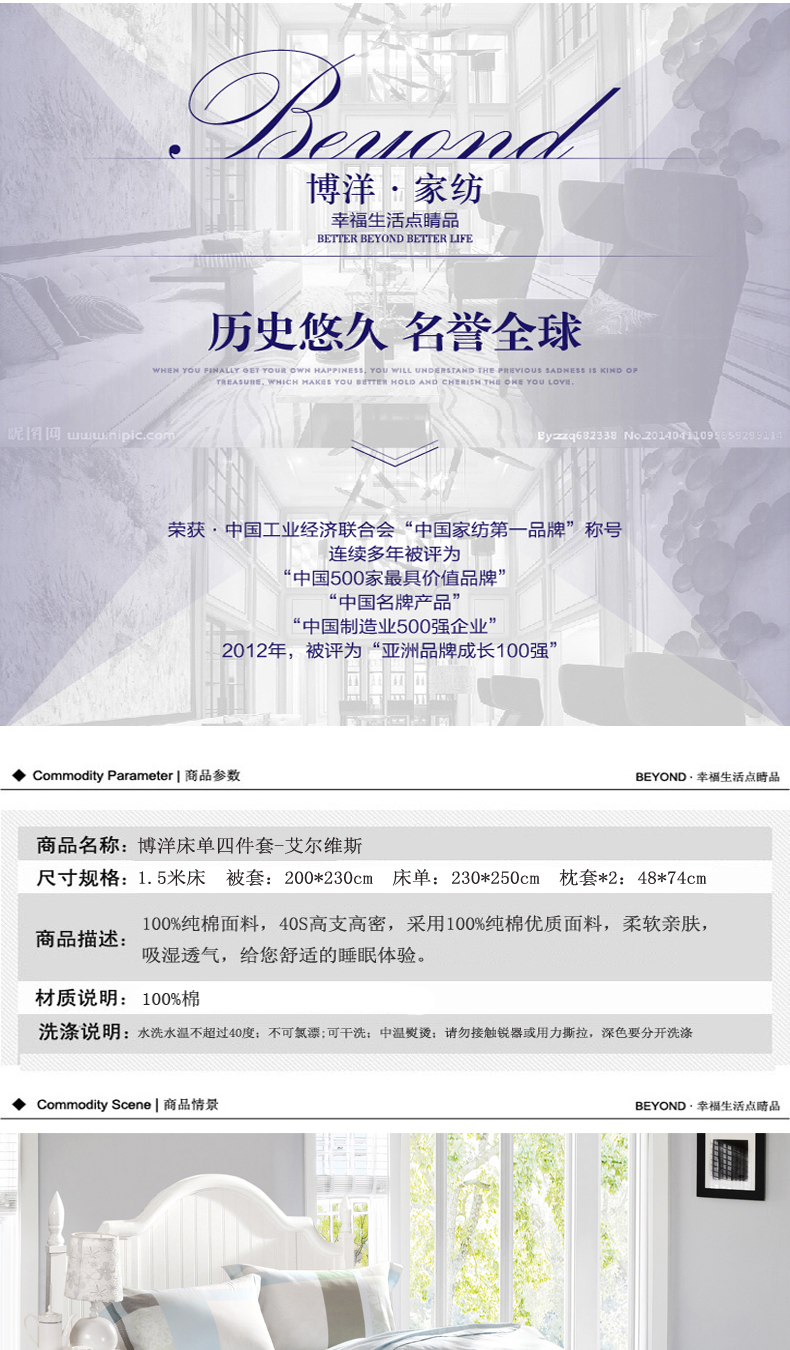 Beyond
博洋·家纺
幸福生活点睛品
BETTER BEYOND BETTER LIFE
历史悠久 名誉全球
WHEN YOU FINALLY GET YOUR OWN HAPPINESS, YOU WILL UNDERSTAND THE PREVIOUS SADNESS IS KIND OF
TREASURE, WHICH MAKES YOU BETTER HOLD AND CHERISH THE ONE YOU LOVE.
昵图网 www.nipic.com
By:zzq682338 No.20140411095659299114
荣获·中国工业经济联合会“中国家纺第一品牌”称号
连续多年被评为
“中国500家最具价值品牌”
“中国名牌产品”
“中国制造业500强企业”
2012年，被评为“亚洲品牌成长100强”
◆ Commodity Parameter | 商品参数
BEYOND · 幸福生活点睛品
商品名称：博洋床单四件套-艾尔维斯
尺寸规格：1.5米床 被套：200*230cm 床单：230*250cm 枕套*2：48*74cm
商品描述：100%纯棉面料，40S高支高密，采用100%纯棉优质面料，柔软亲肤，
吸湿透气，给您舒适的睡眠体验。
材质说明：100%棉
洗涤说明：水洗水温不超过40度；不可氯漂;可干洗；中温熨烫；请勿接触锐器或用力撕拉，深色要分开洗涤
◆ Commodity Scene | 商品情景
BEYOND · 幸福生活点睛品